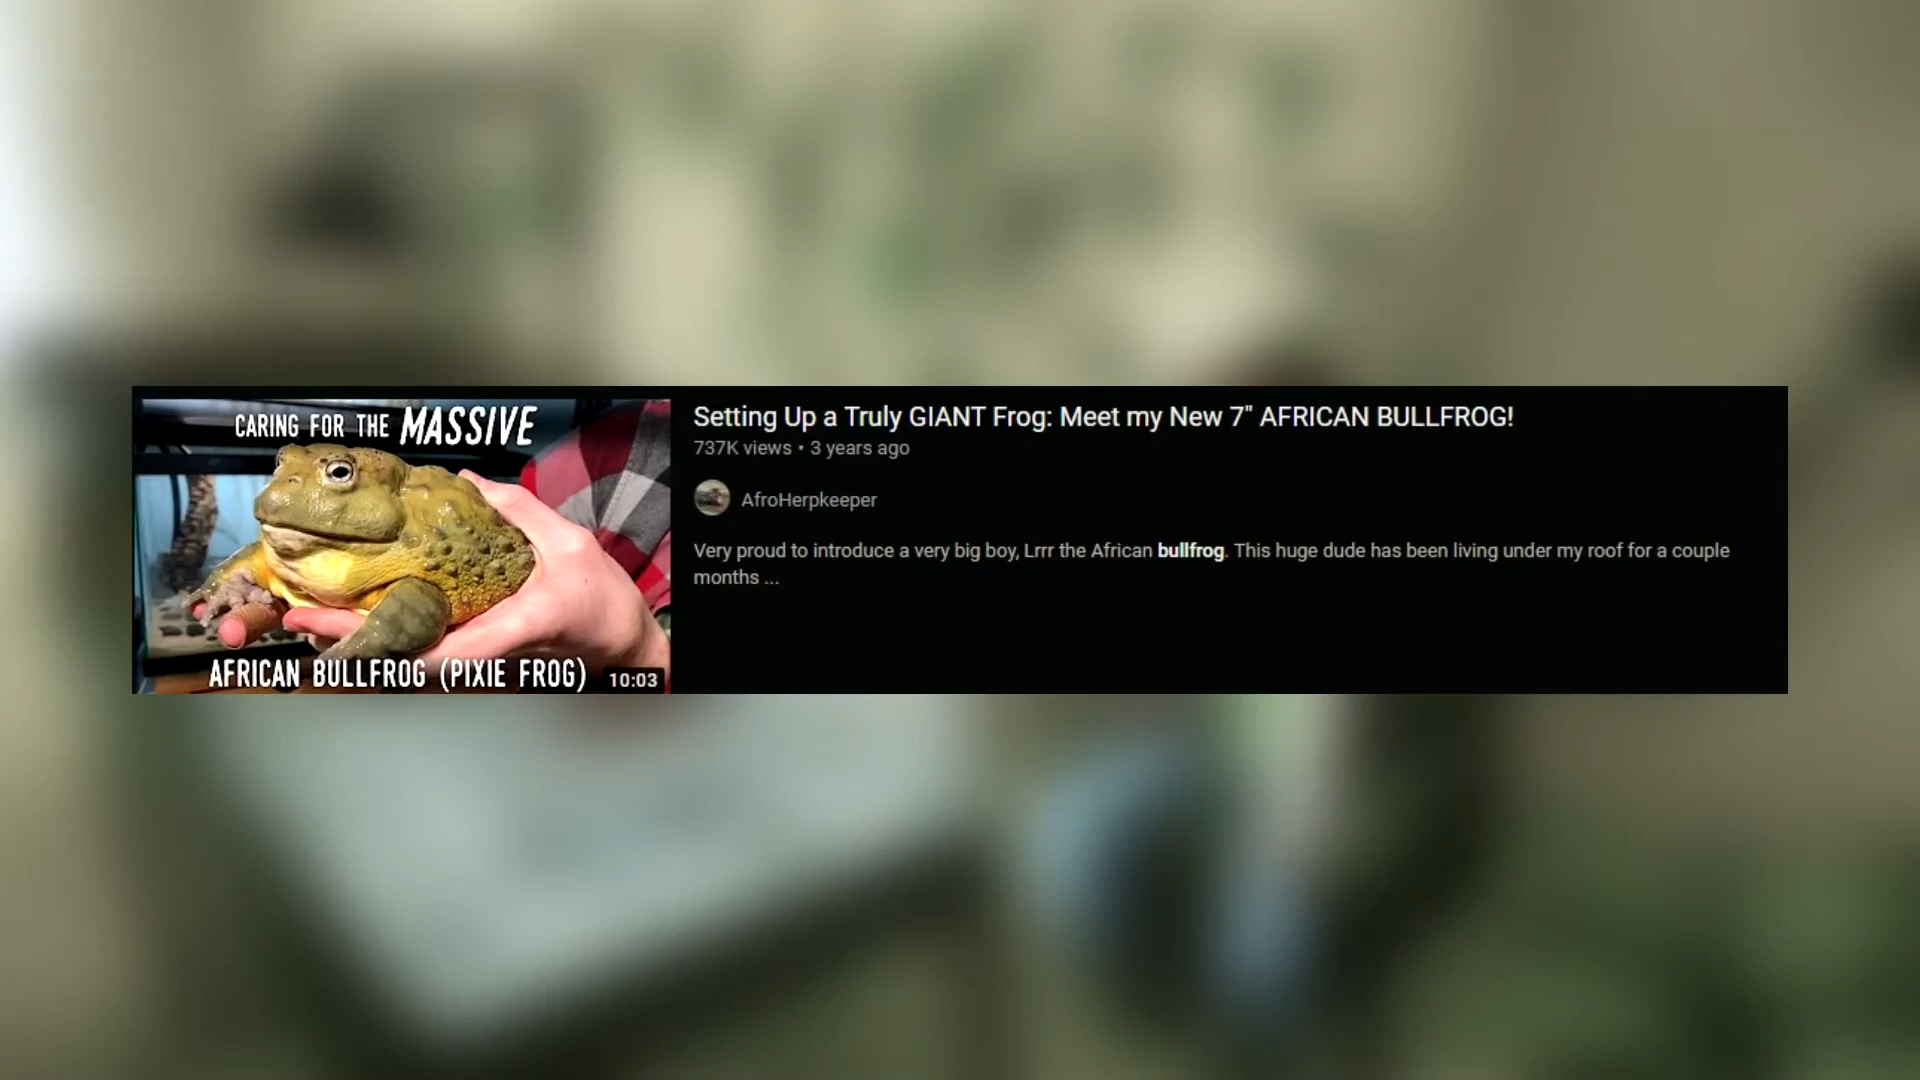 CARING FOR THE MASSIVE
AFRICAN BULLFROG (PIXIE FROG)
10:03
Setting Up a Truly GIANT Frog: Meet my New 7" AFRICAN BULLFROG!
737K views • 3 years ago
AfroHerpkeeper
Very proud to introduce a very big boy, Lrrr the African bullfrog. This huge dude has been living under my roof for a couple
months ...